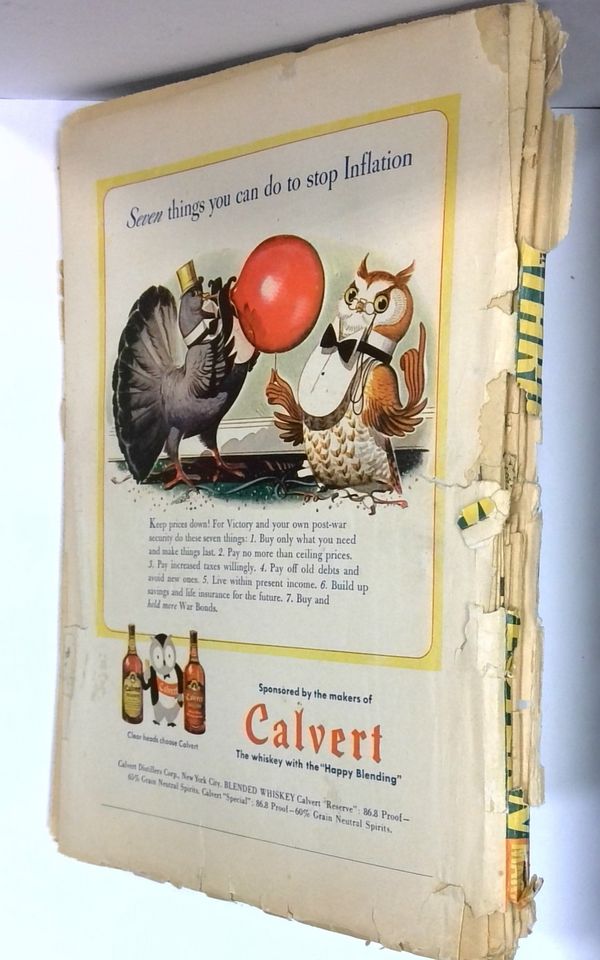 Seven things you can do to stop Inflation
Keep prices down! For Victory and your own post-war
security do these seven things: 1. Buy only what you need
and make things last. 2. Pay no more than ceiling prices.
3. Pay increased taxes willingly. 4. Pay off old debts and
avoid new ones. 5. Live within present income. 6. Build up
savings and life insurance for the future. 7. Buy and
hold more War Bonds.
Calvert
Clear heads choose Calvert
Sponsored by the makers of
Calvert
The whiskey with the "Happy Blending"
Calvert Distillers Corp., New York City. BLENDED WHISKEY Calvert "Reserve": 86.8 Proof—
65% Grain Neutral Spirits. Calvert "Special": 86.8 Proof—60% Grain Neutral Spirits.